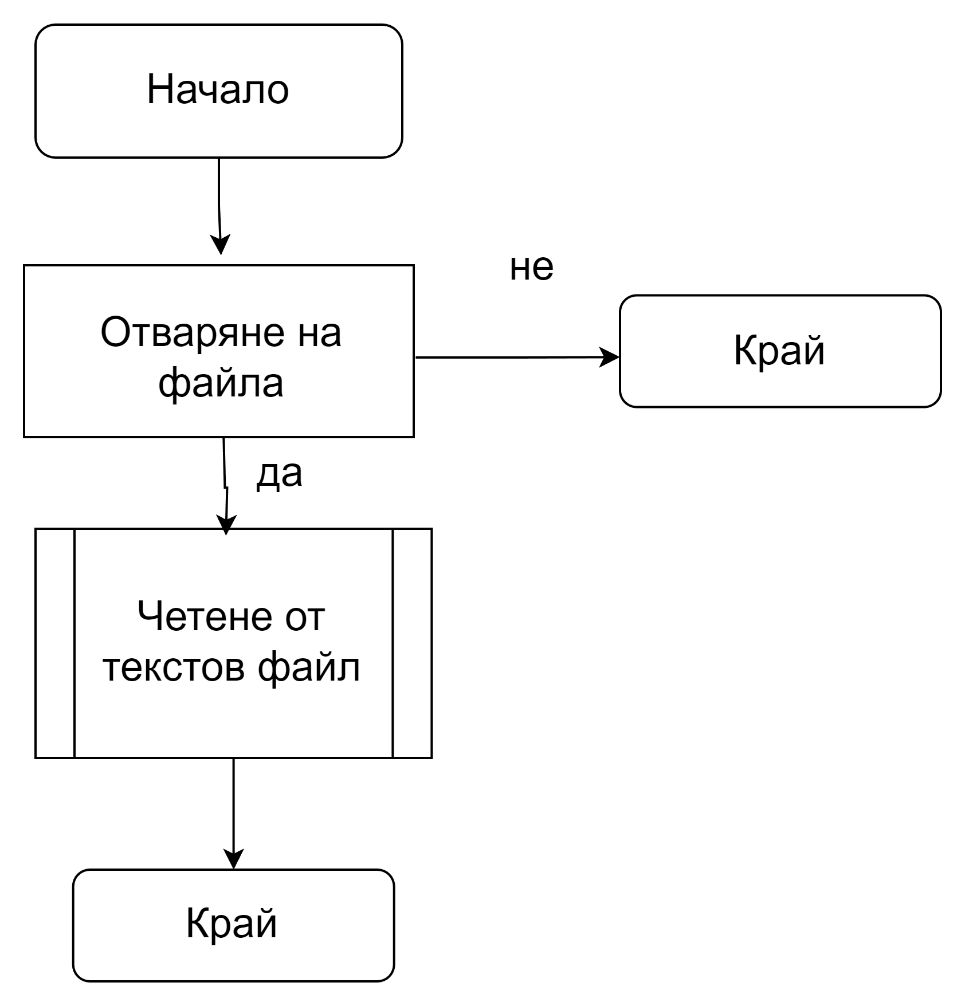 Начало
не
Отваряне на
файла
Край
да
Четене от
текстов файл
Край